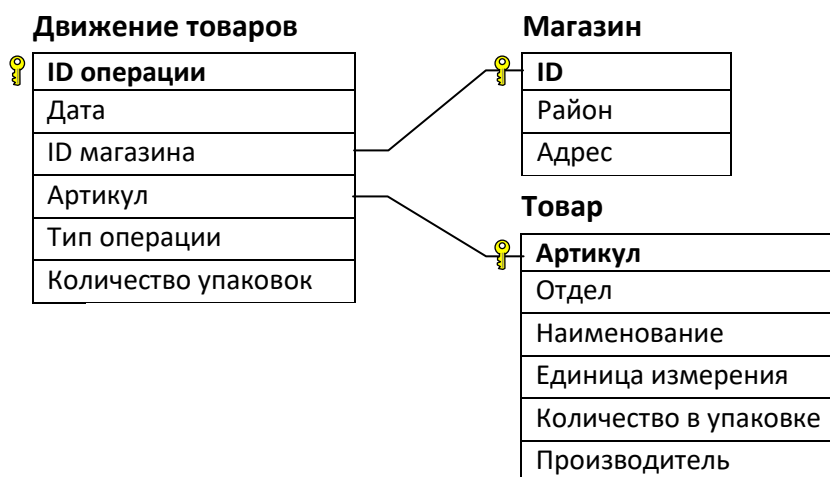 Движение товаров
ID операции
Дата
ID магазина
Артикул
Тип операции
Количество упаковок
Магазин
ID
Район
Адрес
Товар
Артикул
Отдел
Наименование
Единица измерения
Количество в упаковке
Производитель